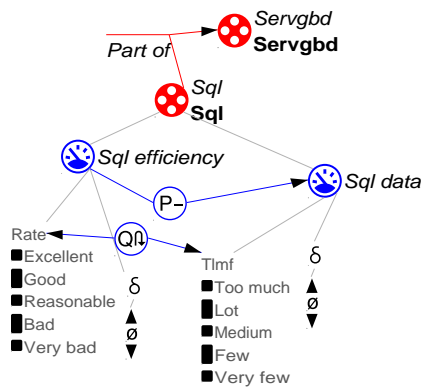 Servgbd
Servgbd
Part of
Sql
Sql
Sql efficiency
Sql data
P–
Rate
Excellent
Good
Reasonable
Bad
Very bad
Q
δ
ø
Tlmf
Too much
Lot
Medium
Few
Very few
δ
ø